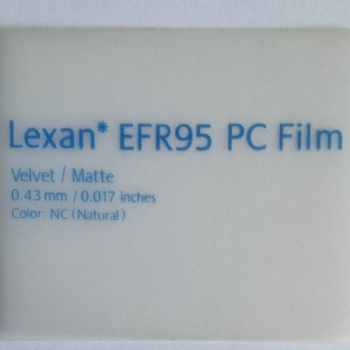 Lexan* EFR95 PC Film
Velvet / Matte
0.43 mm / 0.017 inches
Color: NC (Natural)